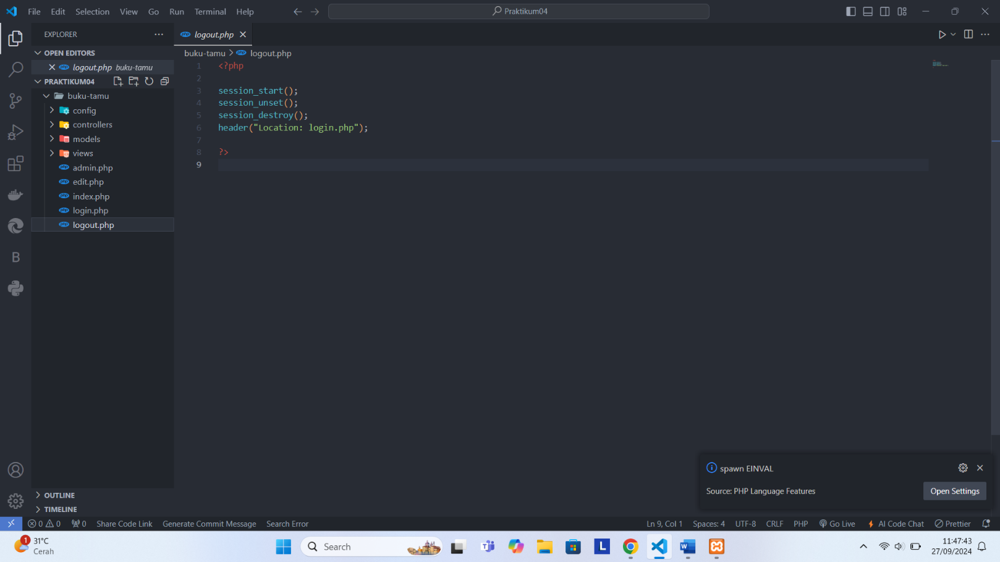 File Edit Selection View Go Run Terminal Help
Praktikum04
EXPLORER
logout.php
OPEN EDITORS
logout.php buku-tamu
PRAKTIKUM04
buku-tamu
config
controllers
models
views
admin.php
edit.php
index.php
login.php
logout.php
OUTLINE
TIMELINE
buku-tamu > logout.php
1 <?php
2
3 session_start();
4 session_unset();
5 session_destroy();
6 header("Location: login.php");
7
8 ?>
9
spawn EINVAL
Source: PHP Language Features
Open Settings
0 0 0 Share Code Link Generate Commit Message Search Error
Ln 9, Col 1 Spaces: 4 UTF-8 CRLF PHP Go Live AI Code Chat Prettier
1
31°C
Cerah
Search
11:47:43
27/09/2024